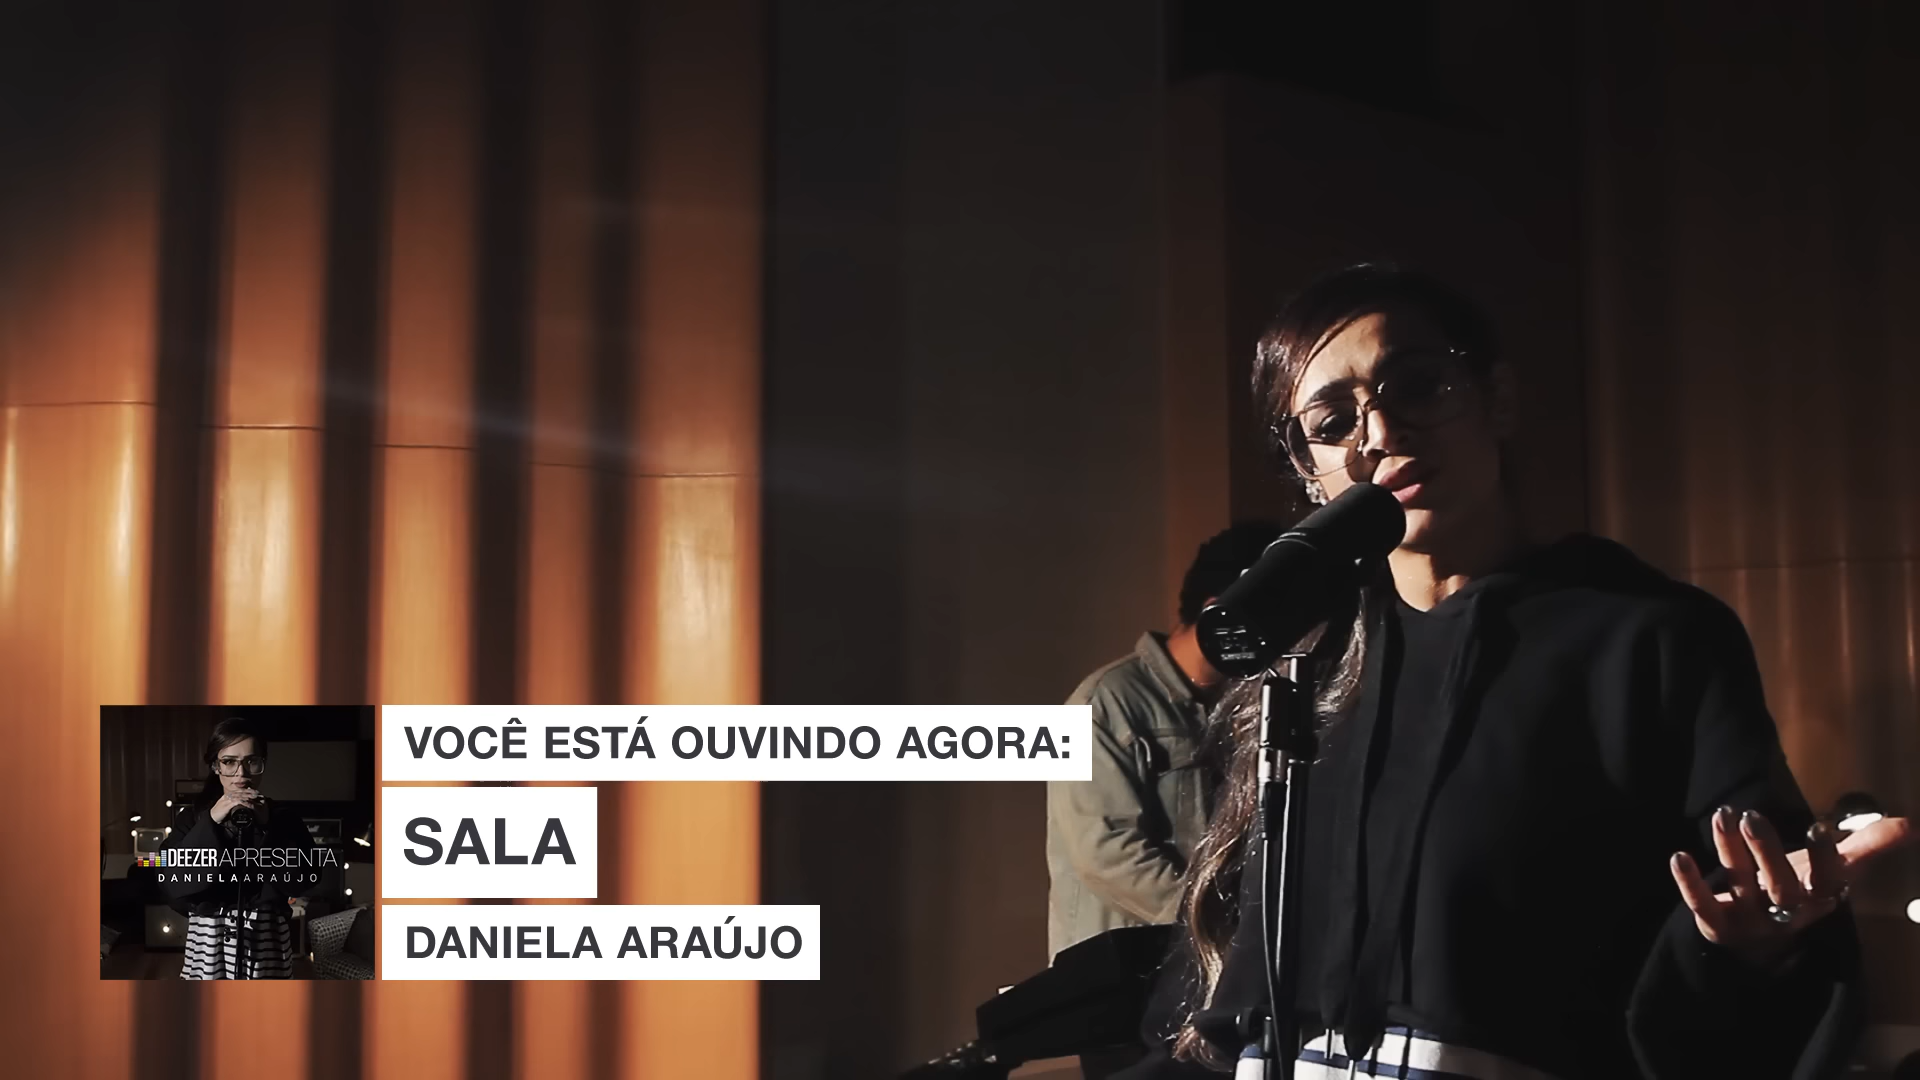 VOCÊ ESTÁ OUVINDO AGORA:
SALA
DEEZER APRESENTA
DANIELA ARAÚJO
DANIELA ARAÚJO